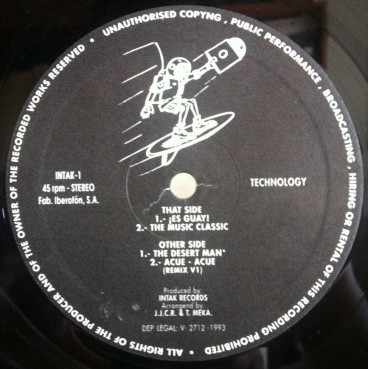 • UNAUTHORISED COPYNG , PUBLIC PERFORMANCE , BROADCASTING , HIRING OR RENTAL OF THIS RECORDING PROHIBITED • ALL RIGHTS OF THE PRODUCER AND OF THE OWNER OF THE RECORDED WORKS RESERVED
INTAK-1
45 rpm - STEREO
Fab. Iberofón, S.A.
TECHNOLOGY
THAT SIDE
1.- ¡ES GUAY!
2.- THE MUSIC CLASSIC
OTHER SIDE
1.- THE DESERT MAN*
2.- ACUE - ACUE
(REMIX V1)
Produced by:
INTAK RECORDS
Arrangend by
J.J.C.R. & T. MEKA.
DEP. LEGAL: V- 2712 -1993